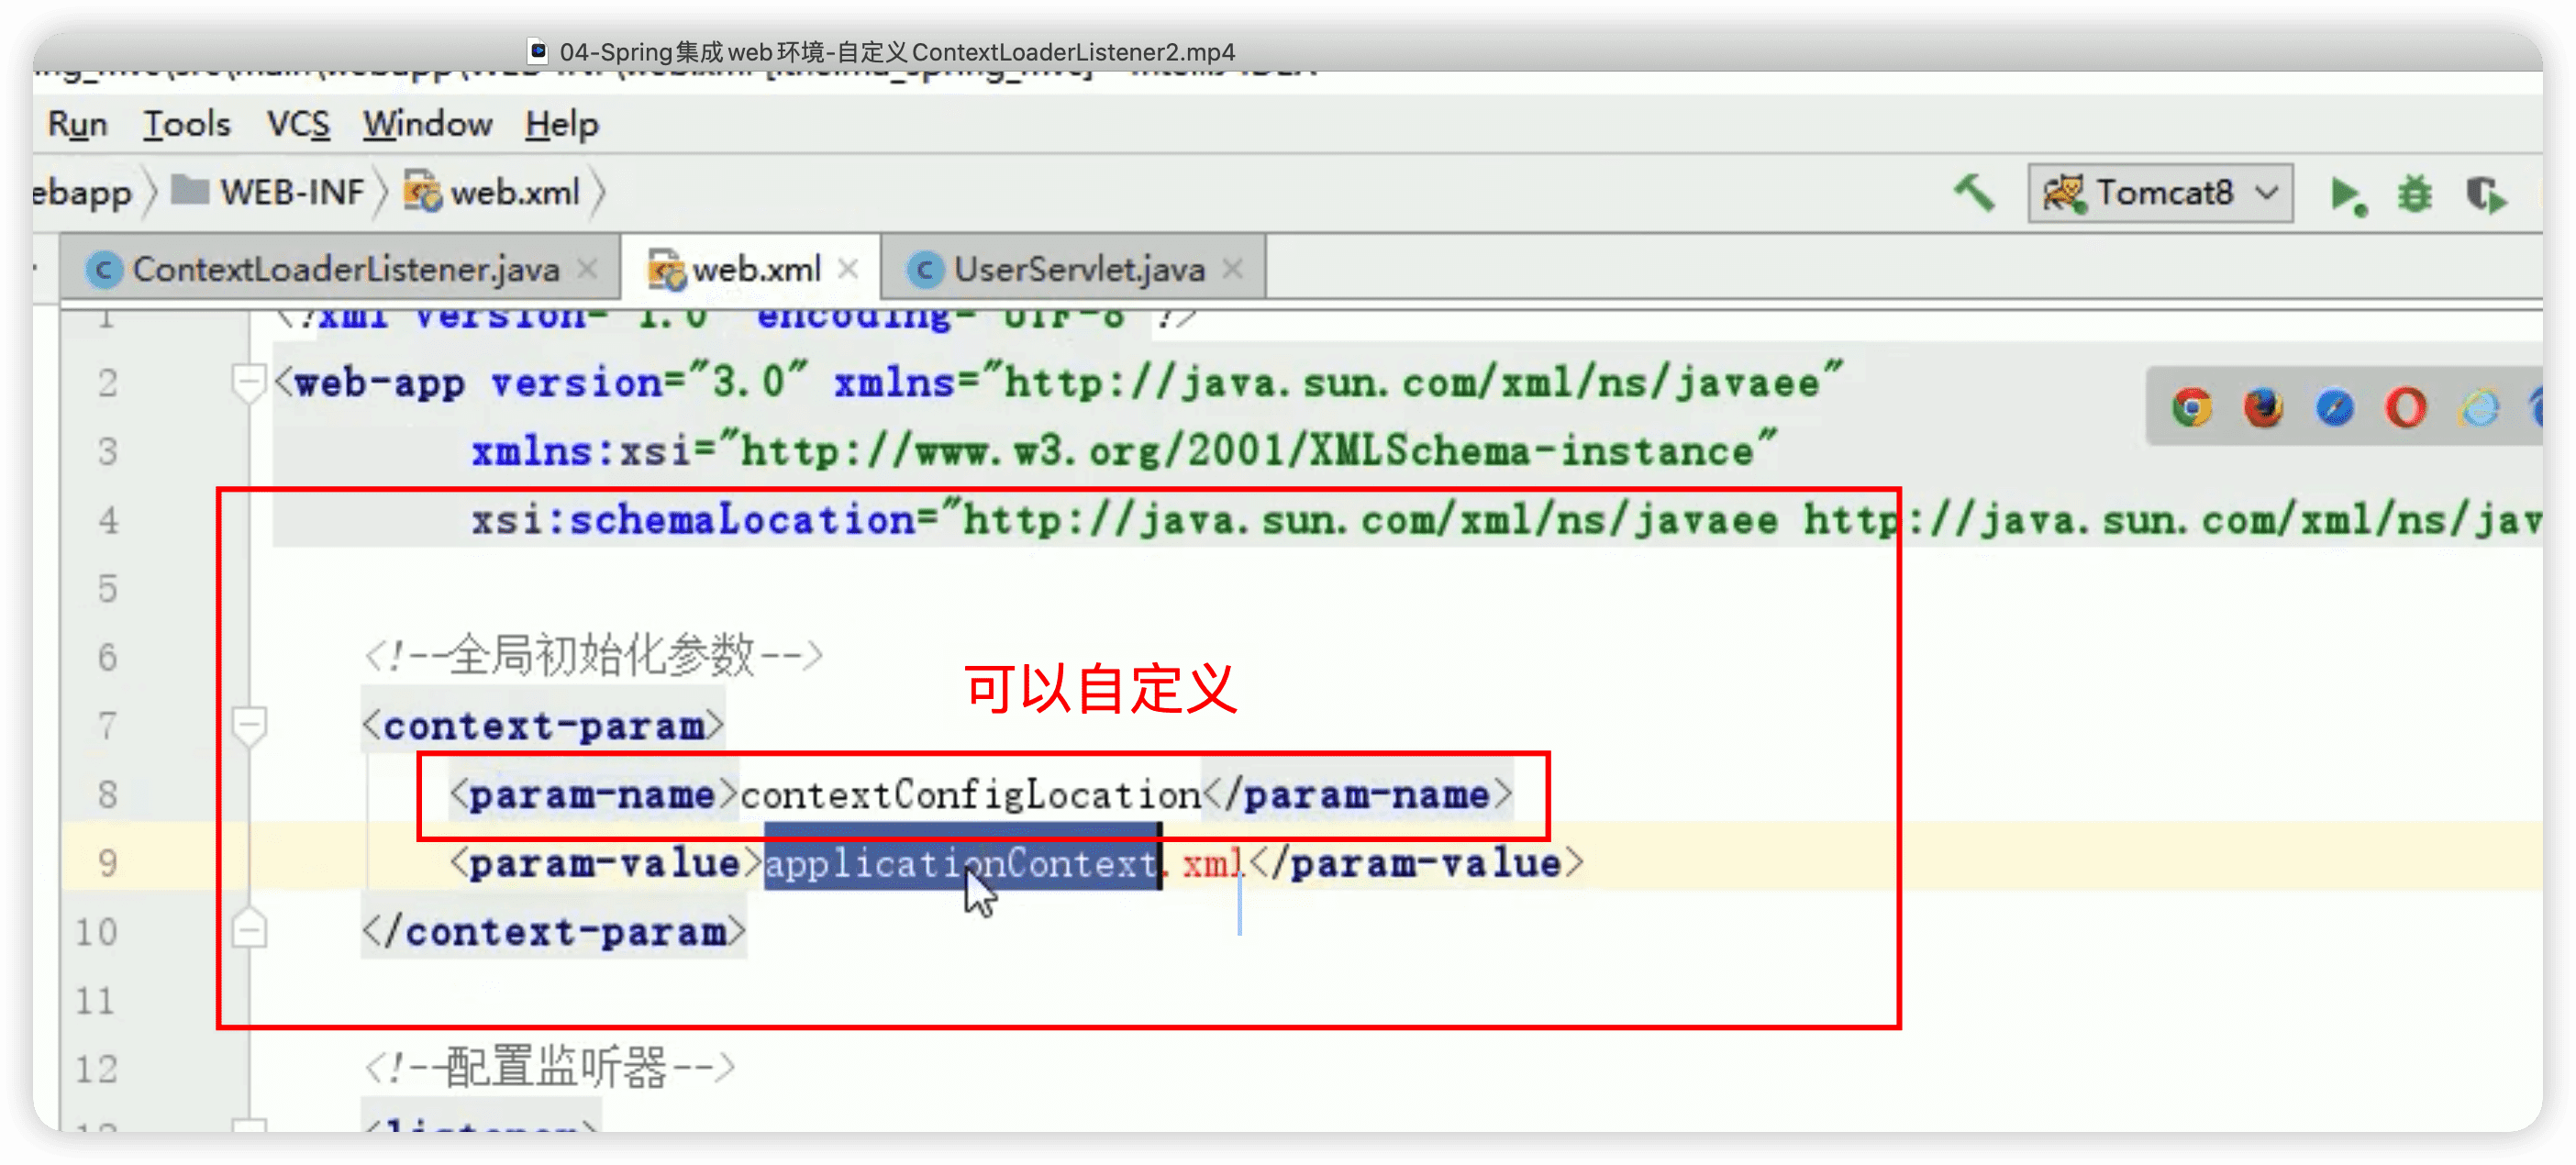 04-Spring集成web环境-自定义ContextLoaderListener2.mp4
Run Tools VCS Window Help
ebapp WEB-INF web.xml Tomcat8
ContextLoaderListener.java web.xml UserServlet.java
1 <?xml version="1.0" encoding="UTF-8"?>
2 <web-app version="3.0" xmlns="http://java.sun.com/xml/ns/javaee"
3 xmlns:xsi="http://www.w3.org/2001/XMLSchema-instance"
4 xsi:schemaLocation="http://java.sun.com/xml/ns/javaee http://java.sun.com/xml/ns/jav
5
6 <!--全局初始化参数-->
可以自定义
7 <context-param>
8 <param-name>contextConfigLocation</param-name>
9 <param-value>applicationContext.xml</param-value>
10 </context-param>
11
12 <!--配置监听器-->
13 <listener>